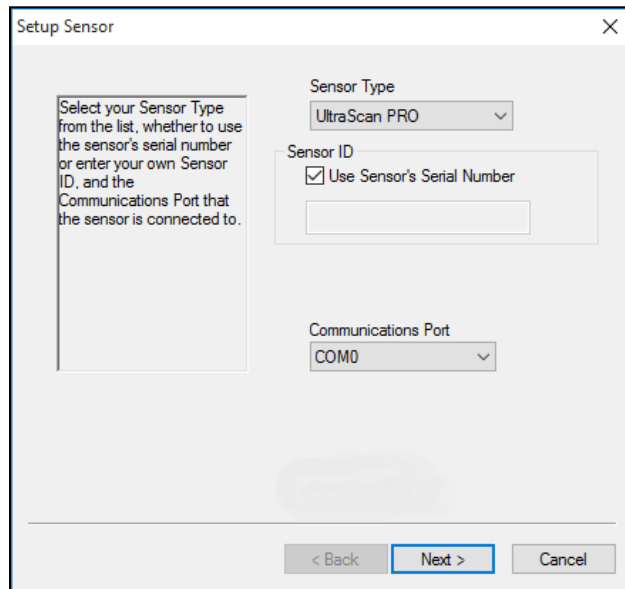 Setup Sensor
Select your Sensor Type
from the list, whether to use
the sensor's serial number
or enter your own Sensor
ID, and the
Communications Port that
the sensor is connected to.
Sensor Type
UltraScan PRO
Sensor ID
Use Sensor's Serial Number
Communications Port
COM0
< Back
Next >
Cancel